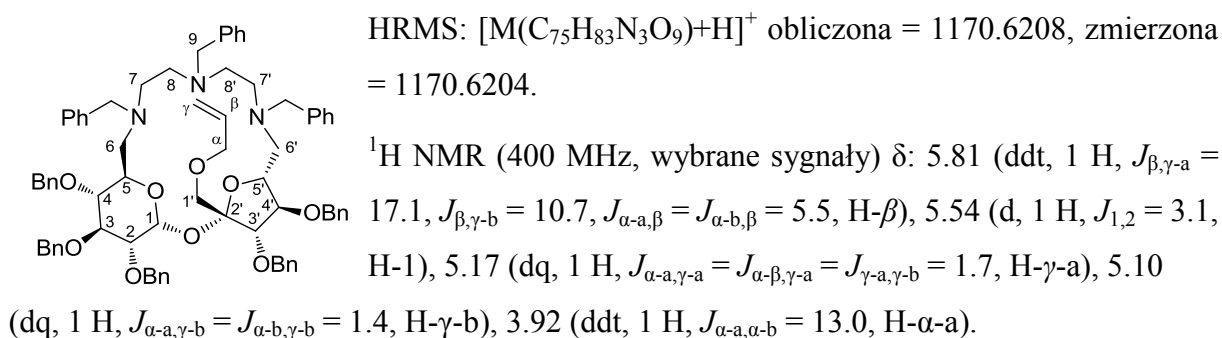 HRMS: [M(C₇₅H₈₃N₃O₉)+H]⁺ obliczona = 1170.6208, zmierzona
= 1170.6204.
¹H NMR (400 MHz, wybrane sygnały) δ: 5.81 (ddt, 1 H, Jβ,γ-a =
17.1, Jβ,γ-b = 10.7, Jα-a,β = Jα-b,β = 5.5, H-β), 5.54 (d, 1 H, J₁,₂ = 3.1,
H-1), 5.17 (dq, 1 H, Jα-a,γ-a = Jα-β,γ-a = Jγ-a,γ-b = 1.7, H-γ-a), 5.10
(dq, 1 H, Jα-a,γ-b = Jα-b,γ-b = 1.4, H-γ-b), 3.92 (ddt, 1 H, Jα-a,α-b = 13.0, H-α-a).
9 Ph
7 8 N 8' 7'
Ph N γ β N Ph
6 α 6'
O O
BnO 4 5 O 1' 5' 4'
3 1 2' 3' OBn
BnO 2 O OBn
OBn